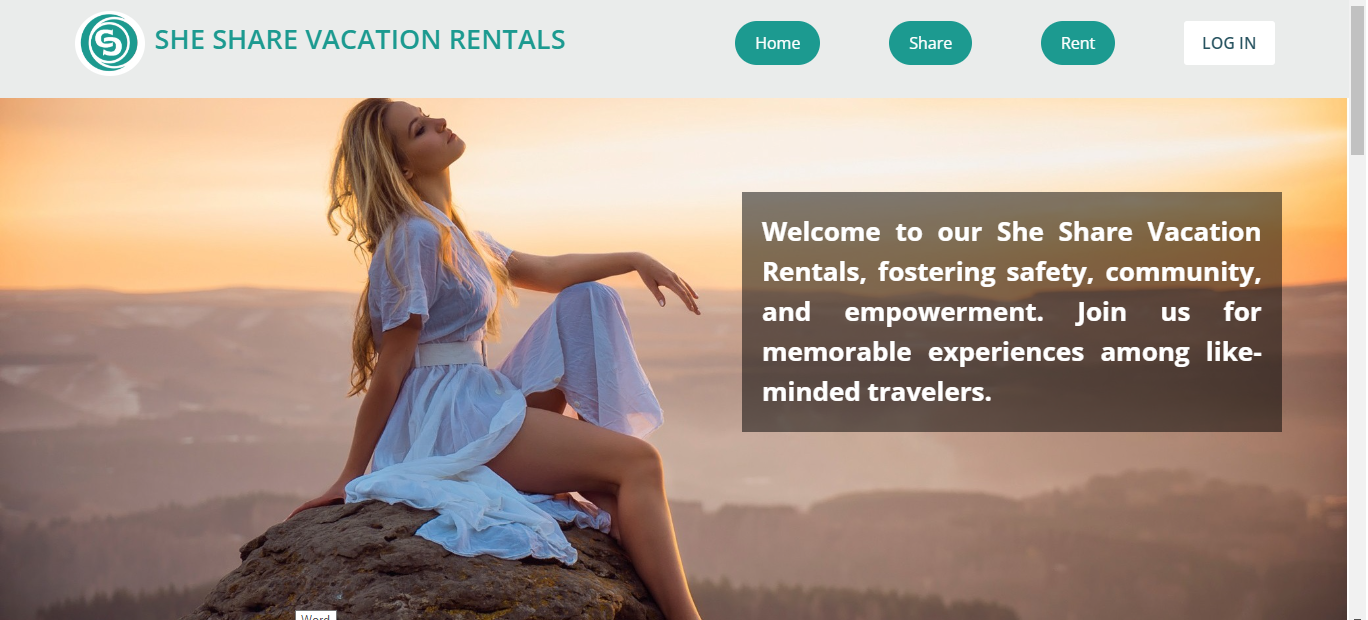 SHE SHARE VACATION RENTALS
Home
Share
Rent
LOG IN
Welcome to our She Share Vacation
Rentals, fostering safety, community,
and empowerment. Join us for
memorable experiences among like-
minded travelers.
Word